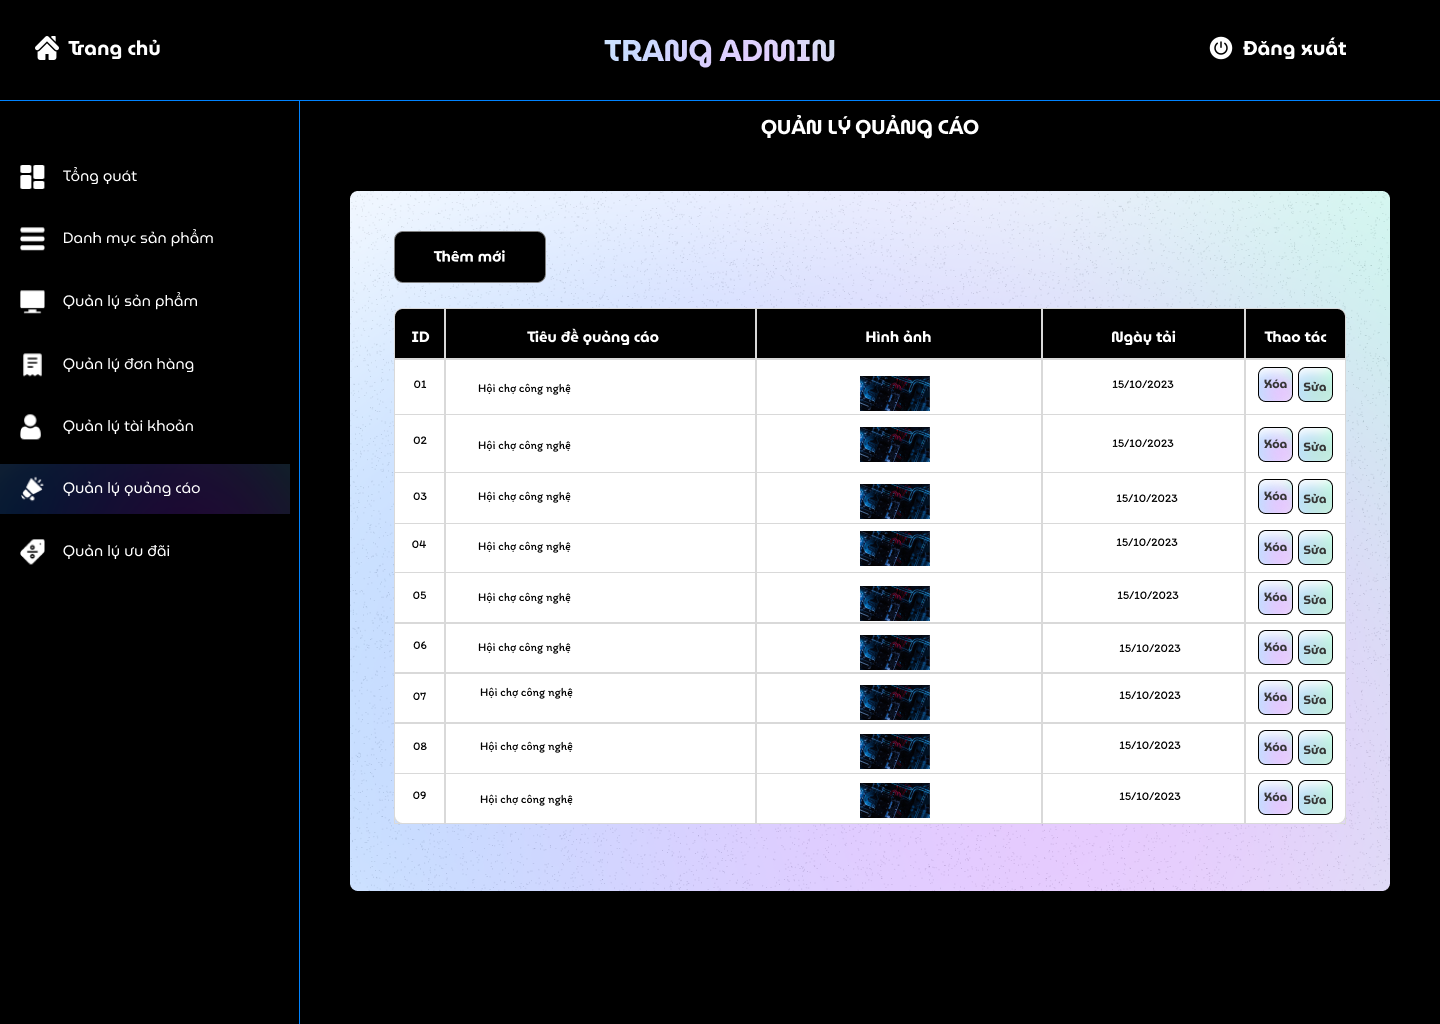 Trang chủ
TRANG ADMIN
Đăng xuất
QUẢN LÝ QUẢNG CÁO
Tổng quát
Danh mục sản phẩm
Quản lý sản phẩm
Quản lý đơn hàng
Quản lý tài khoản
Quản lý quảng cáo
Quản lý ưu đãi
Thêm mới
ID Tiêu đề quảng cáo Hình ảnh Ngày tải Thao tác
01 Hội chợ công nghệ 15/10/2023 Xóa Sửa
02 Hội chợ công nghệ 15/10/2023 Xóa Sửa
03 Hội chợ công nghệ 15/10/2023 Xóa Sửa
04 Hội chợ công nghệ 15/10/2023 Xóa Sửa
05 Hội chợ công nghệ 15/10/2023 Xóa Sửa
06 Hội chợ công nghệ 15/10/2023 Xóa Sửa
07 Hội chợ công nghệ 15/10/2023 Xóa Sửa
08 Hội chợ công nghệ 15/10/2023 Xóa Sửa
09 Hội chợ công nghệ 15/10/2023 Xóa Sửa